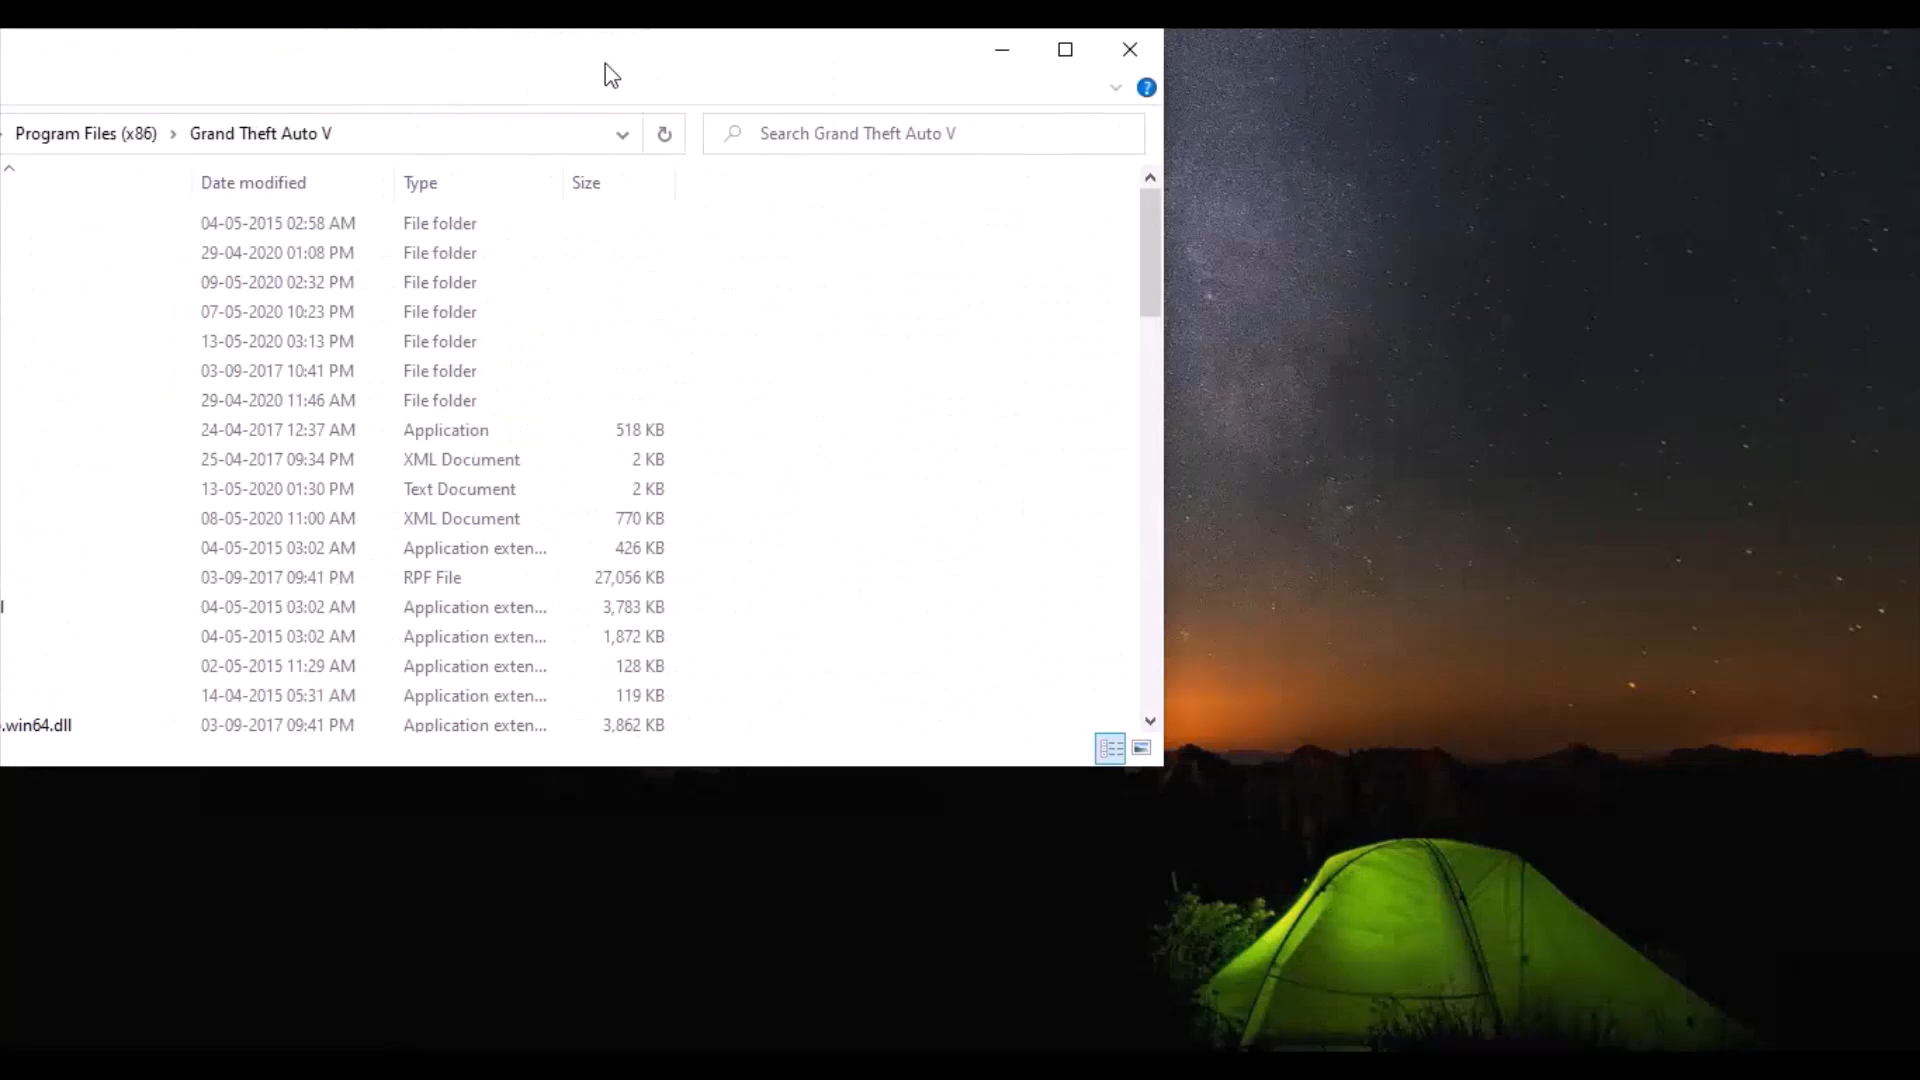 ?
Program Files (x86) › Grand Theft Auto V
Search Grand Theft Auto V
Date modified Type Size
04-05-2015 02:58 AM File folder
29-04-2020 01:08 PM File folder
09-05-2020 02:32 PM File folder
07-05-2020 10:23 PM File folder
13-05-2020 03:13 PM File folder
03-09-2017 10:41 PM File folder
29-04-2020 11:46 AM File folder
24-04-2017 12:37 AM Application 518 KB
25-04-2017 09:34 PM XML Document 2 KB
13-05-2020 01:30 PM Text Document 2 KB
08-05-2020 11:00 AM XML Document 770 KB
04-05-2015 03:02 AM Application exten... 426 KB
03-09-2017 09:41 PM RPF File 27,056 KB
l 04-05-2015 03:02 AM Application exten... 3,783 KB
04-05-2015 03:02 AM Application exten... 1,872 KB
02-05-2015 11:29 AM Application exten... 128 KB
14-04-2015 05:31 AM Application exten... 119 KB
.win64.dll 03-09-2017 09:41 PM Application exten... 3,862 KB